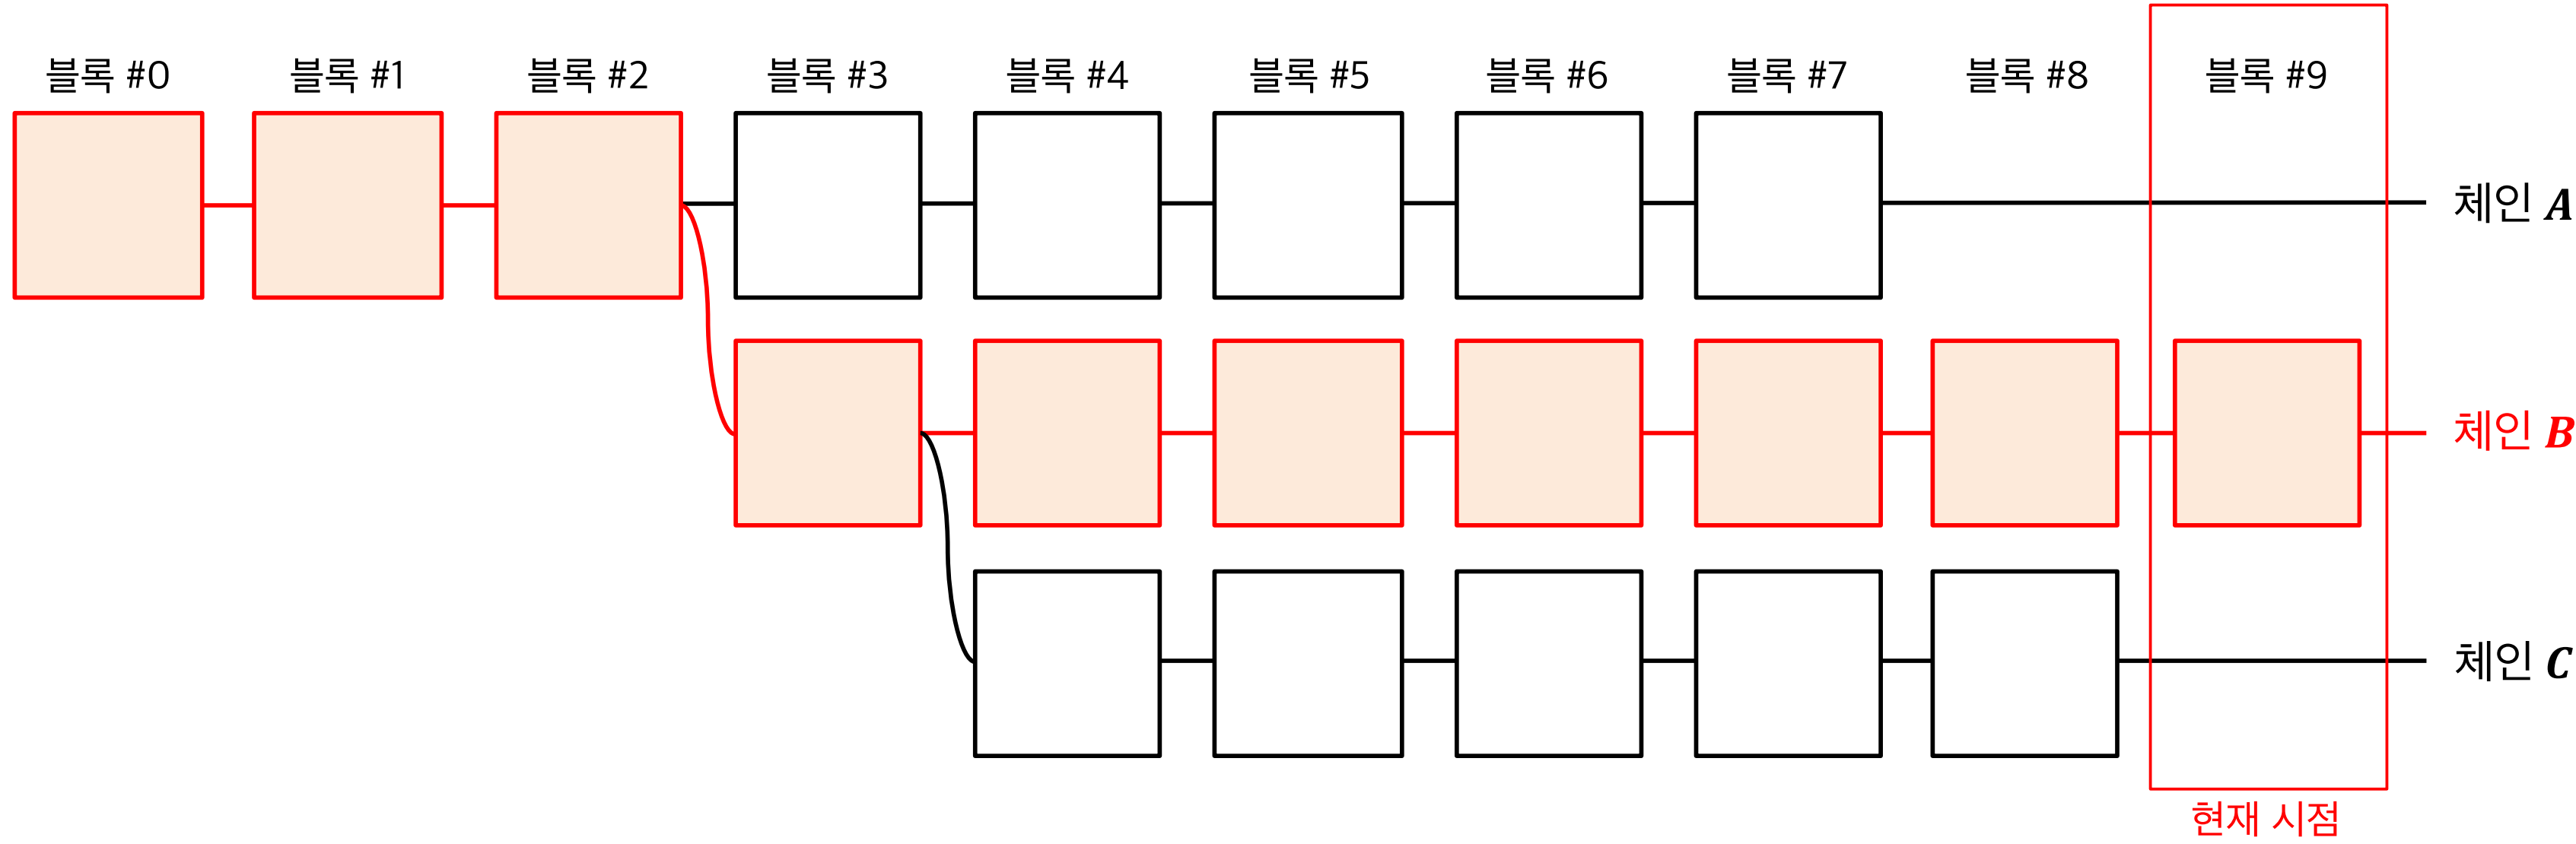 블록 #0
블록 #1
블록 #2
블록 #3
블록 #4
블록 #5
블록 #6
블록 #7
블록 #8
블록 #9
체인 A
체인 B
체인 C
현재 시점